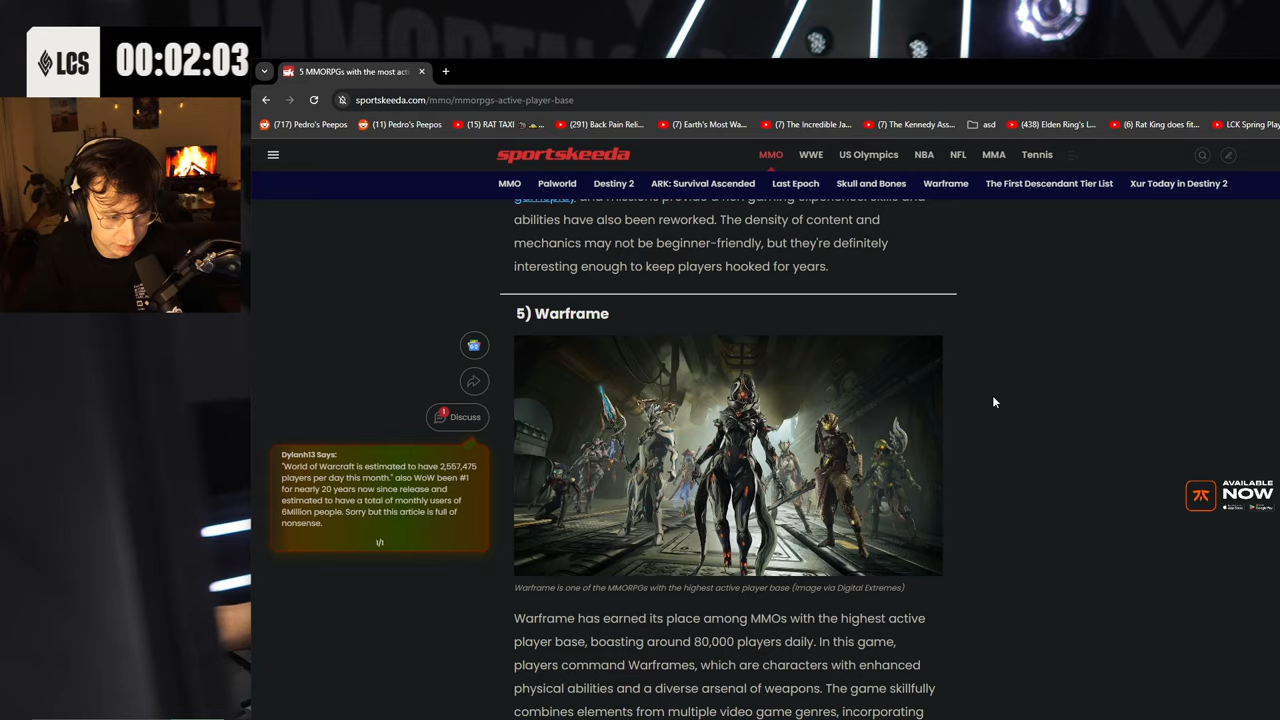 LCS
00:02:03
5 MMORPGs with the most acti
sportskeeda.com/mmo/mmorpgs-active-player-base
(717) Pedro's Peepos
(11) Pedro's Peepos
(15) RAT TAXI
(291) Back Pain Reli...
(7) Earth's Most Wa...
(7) The Incredible Ja...
(7) The Kennedy Ass...
asd
(438) Elden Ring's L...
(6) Rat King does fit...
LCK Spring Play
sportskeeda
MMO
WWE
US Olympics
NBA
NFL
MMA
Tennis
MMO
Palworld
Destiny 2
ARK: Survival Ascended
Last Epoch
Skull and Bones
Warframe
The First Descendant Tier List
Xur Today in Destiny 2
gameplay and missions provide a rich gaming experience. Skills and
abilities have also been reworked. The density of content and
mechanics may not be beginner-friendly, but they're definitely
interesting enough to keep players hooked for years.
5) Warframe
1
Discuss
Dylanh13 Says:
"World of Warcraft is estimated to have 2,557,475
players per day this month." also WoW been #1
for nearly 20 years now since release and
estimated to have a total of monthly users of
6Million people. Sorry but this article is full of
nonsense.
1/1
AVAILABLE
NOW
Warframe is one of the MMORPGs with the highest active player base (Image via Digital Extremes)
Warframe has earned its place among MMOs with the highest active
player base, boasting around 80,000 players daily. In this game,
players command Warframes, which are characters with enhanced
physical abilities and a diverse arsenal of weapons. The game skillfully
combines elements from multiple video game genres, incorporating